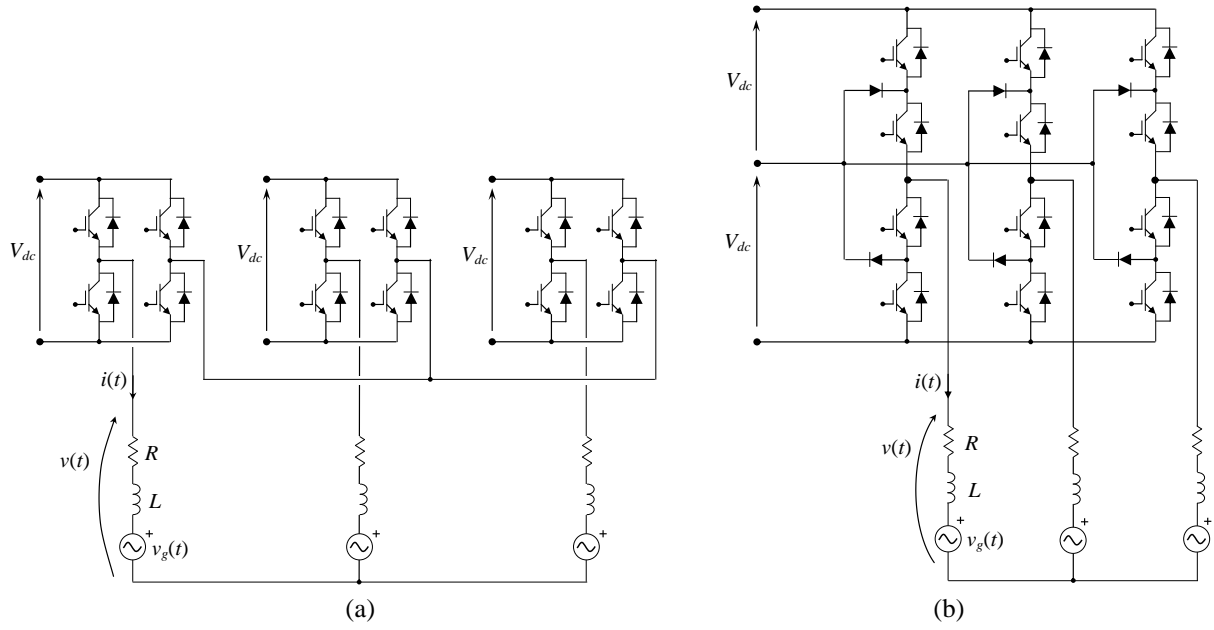 V_dc
V_dc
V_dc
i(t)
v(t)
R
L
+
v_g(t)
+
+
(a)
V_dc
V_dc
i(t)
v(t)
R
L
+
v_g(t)
+
+
(b)